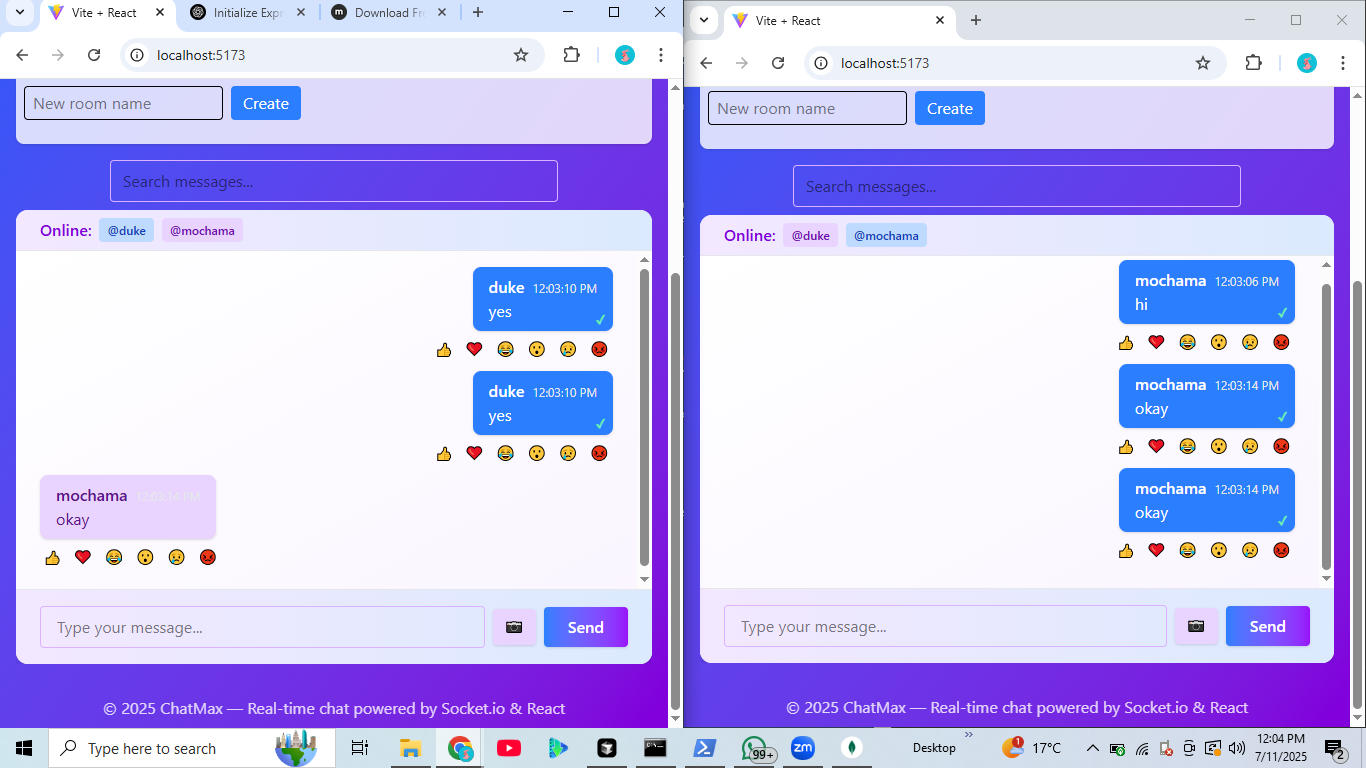 Vite + React
Initialize Expr
Download Fre
localhost:5173
New room name
Create
Search messages...
Online: @duke @mochama
duke 12:03:10 PM
yes
duke 12:03:10 PM
yes
mochama 12:03:14 PM
okay
Type your message...
Send
© 2025 ChatMax — Real-time chat powered by Socket.io & React
Vite + React
localhost:5173
New room name
Create
Search messages...
Online: @duke @mochama
mochama 12:03:06 PM
hi
mochama 12:03:14 PM
okay
mochama 12:03:14 PM
okay
Type your message...
Send
© 2025 ChatMax — Real-time chat powered by Socket.io & React
Type here to search
99+
zm
Desktop
1
17°C
12:04 PM
7/11/2025
2